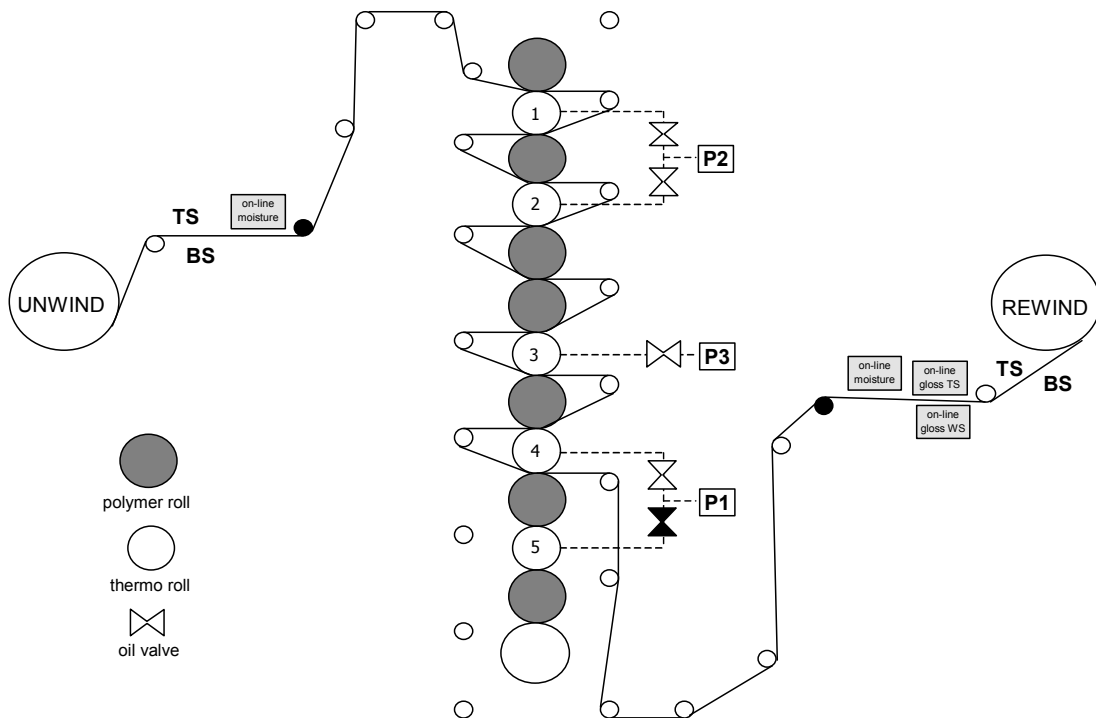 1
P2
2
TS
on-line
moisture
BS
UNWIND
REWIND
3
P3
on-line
moisture
on-line
gloss TS
TS
BS
on-line
gloss WS
4
P1
polymer roll
5
thermo roll
oil valve